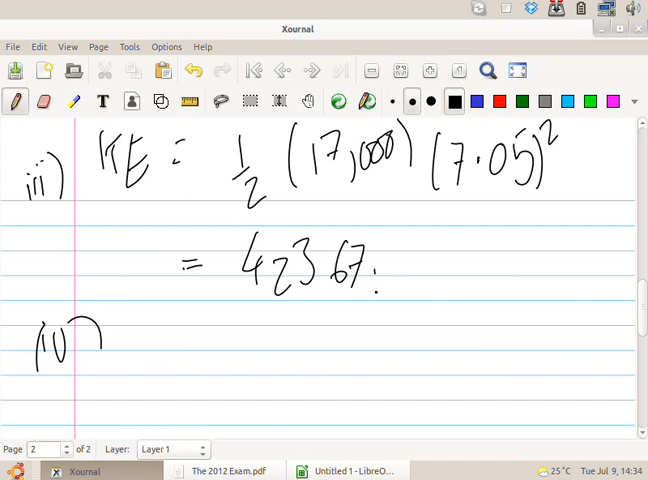 Xournal
File Edit View Page Tools Options Help
iii) KE = 1/2 (17,000) (7.05)²
= 42367.
(iv)
Page 2 of 2 Layer: Layer 1
Xournal The 2012 Exam.pdf Untitled 1 - LibreO... 25 °C Tue Jul 9, 14:34